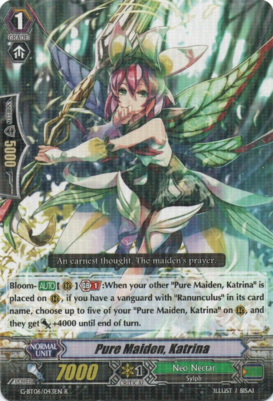 1
5000
An earnest thought. The maiden's prayer.
Bloom-AUTO [ ] [ 1] :When your other "Pure Maiden, Katrina" is
placed on , if you have a vanguard with "Ranunculus" in its card
name, choose up to five of your "Pure Maiden, Katrina" on , and
they get +4000 until end of turn.
NORMAL
UNIT
Pure Maiden, Katrina
7000
1
Neo Nectar
Sylph
G-BT08/043EN R